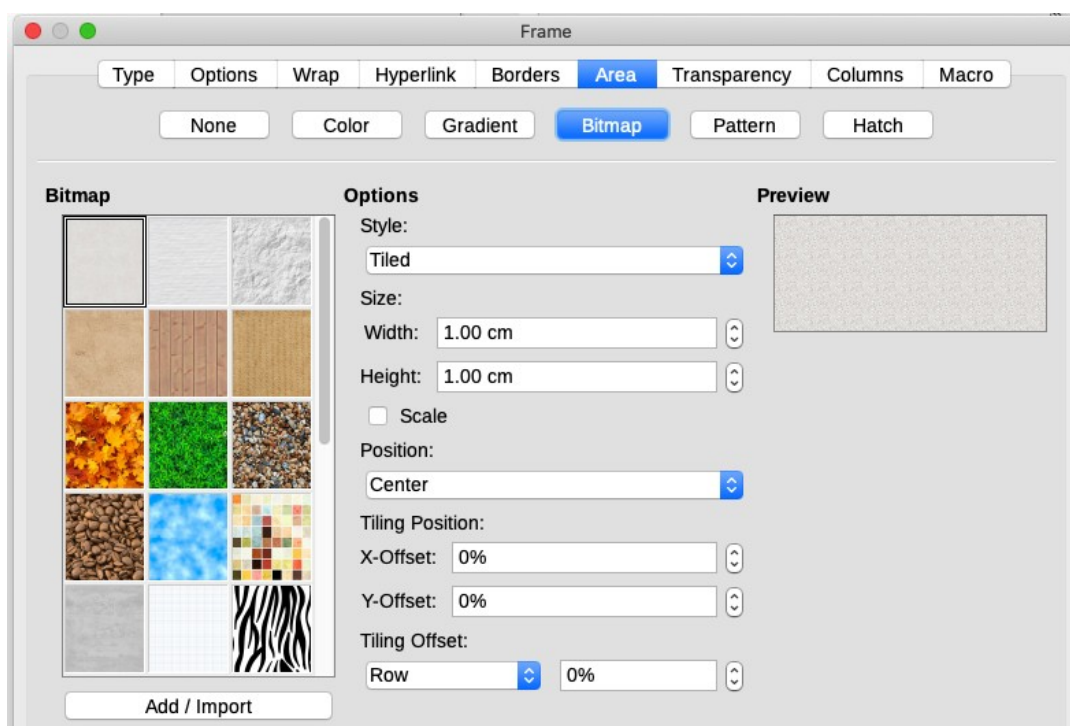 Frame
Type Options Wrap Hyperlink Borders Area Transparency Columns Macro
None Color Gradient Bitmap Pattern Hatch
Bitmap
Add / Import
Options
Style:
Tiled
Size:
Width: 1.00 cm
Height: 1.00 cm
Scale
Position:
Center
Tiling Position:
X-Offset: 0%
Y-Offset: 0%
Tiling Offset:
Row 0%
Preview